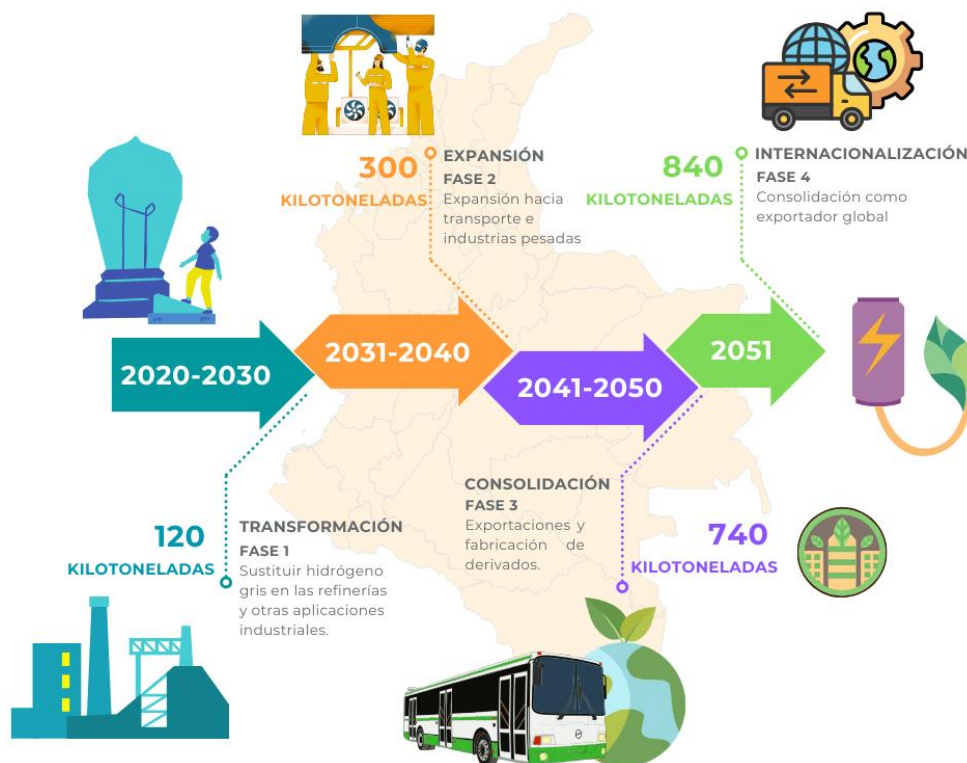 300
KILOTONELADAS
EXPANSIÓN
FASE 2
Expansión hacia
transporte e
industrias pesadas
840
KILOTONELADAS
INTERNACIONALIZACIÓN
FASE 4
Consolidación como
exportador global
2020-2030
2031-2040
2041-2050
2051
120
KILOTONELADAS
TRANSFORMACIÓN
FASE 1
Sustituir hidrógeno
gris en las refinerías
y otras aplicaciones
industriales.
CONSOLIDACIÓN
FASE 3
Exportaciones y
fabricación de
derivados.
740
KILOTONELADAS